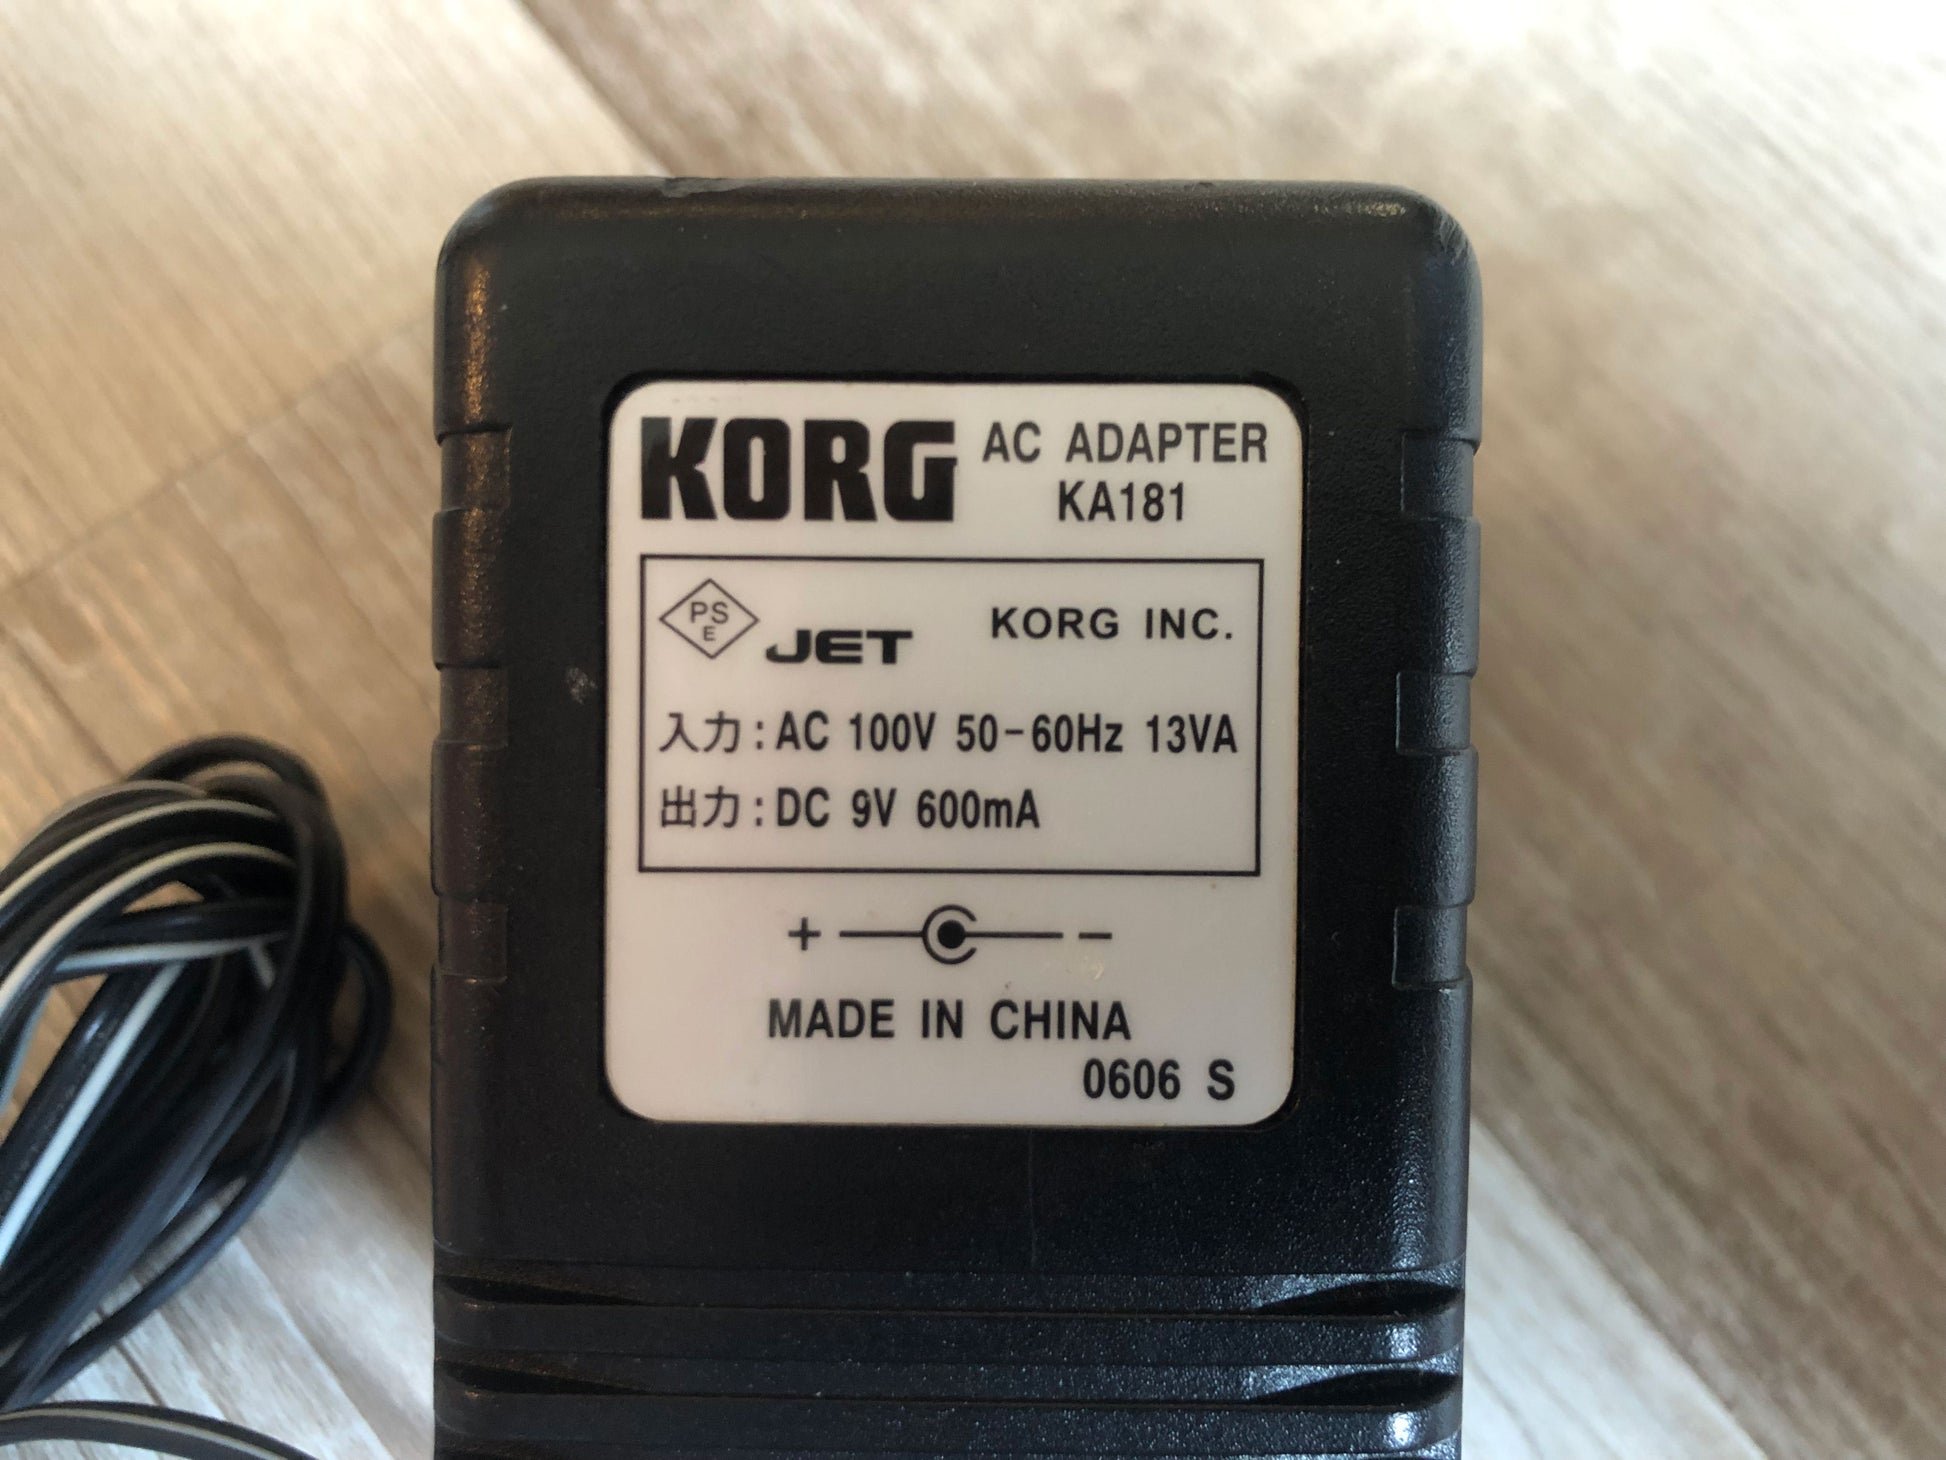 KORG AC ADAPTER
KA181
PS
E
JET KORG INC.
入力 : AC 100V 50-60Hz 13VA
出力 : DC 9V 600mA
+ −
MADE IN CHINA
0606 S